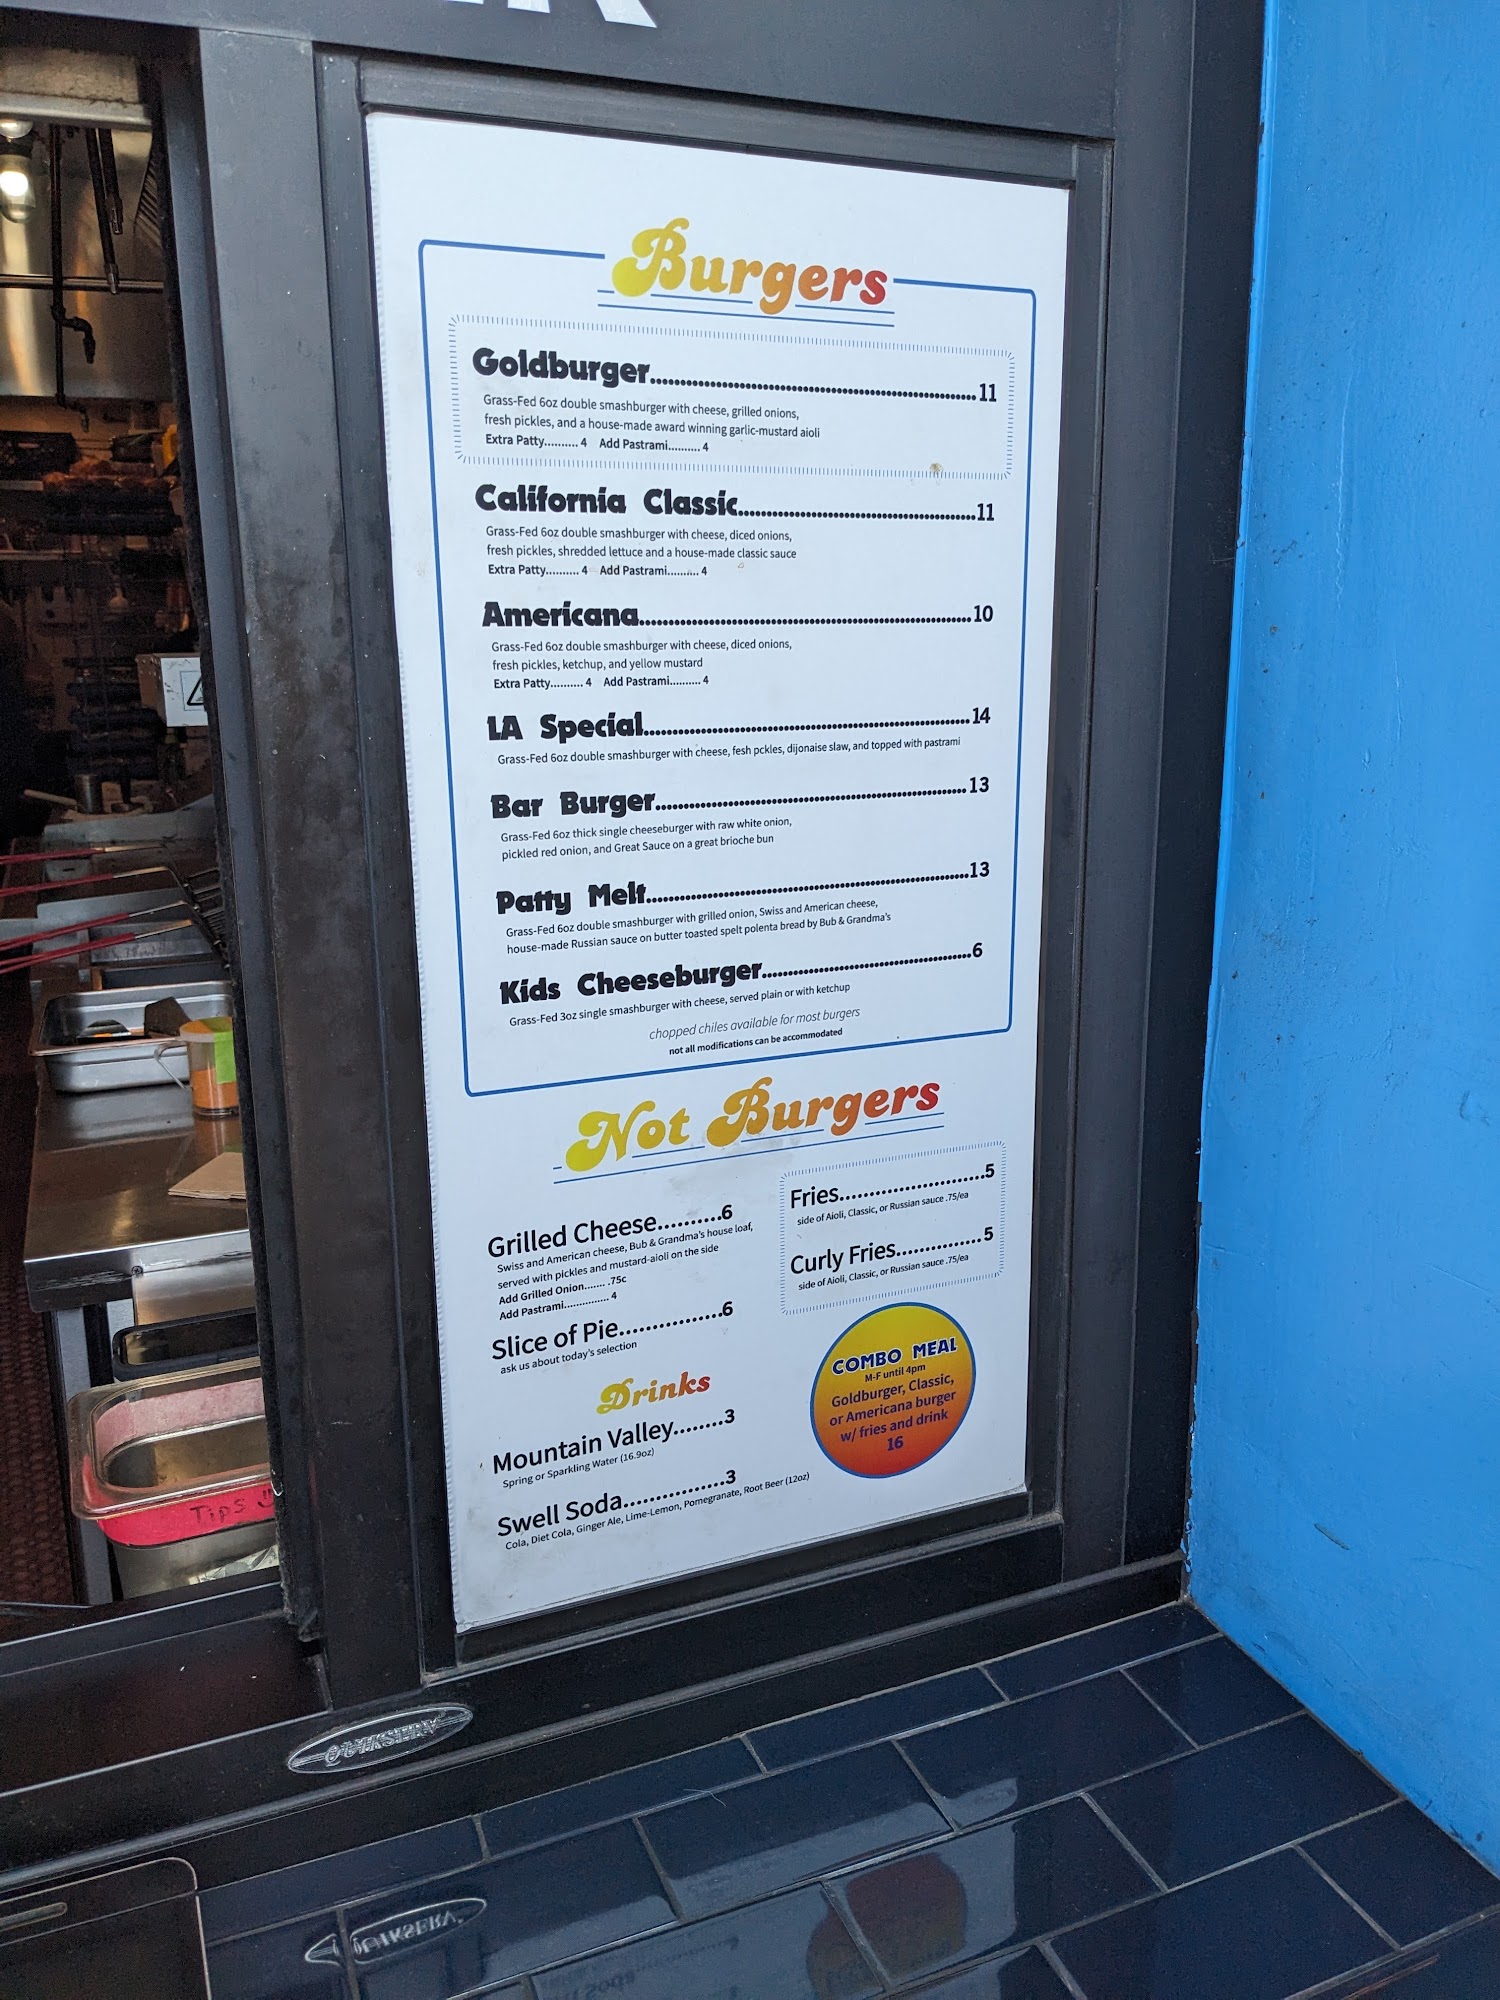 Burgers
Goldburger 11
Grass-Fed 6oz double smashburger with cheese, grilled onions,
fresh pickles, and a house-made award winning garlic-mustard aioli
Extra Patty.......... 4 Add Pastrami.......... 4
California Classic 11
Grass-Fed 6oz double smashburger with cheese, diced onions,
fresh pickles, shredded lettuce and a house-made classic sauce
Extra Patty.......... 4 Add Pastrami.......... 4
Americana 10
Grass-Fed 6oz double smashburger with cheese, diced onions,
fresh pickles, ketchup, and yellow mustard
Extra Patty.......... 4 Add Pastrami.......... 4
LA Special 14
Grass-Fed 6oz double smashburger with cheese, fesh pckles, dijonaise slaw, and topped with pastrami
Bar Burger 13
Grass-Fed 6oz thick single cheeseburger with raw white onion,
pickled red onion, and Great Sauce on a great brioche bun
Patty Melt 13
Grass-Fed 6oz double smashburger with grilled onion, Swiss and American cheese,
house-made Russian sauce on butter toasted spelt polenta bread by Bub & Grandma's
Kids Cheeseburger 6
Grass-Fed 3oz single smashburger with cheese, served plain or with ketchup
chopped chiles available for most burgers
not all modifications can be accommodated
Not Burgers
Grilled Cheese..........6
Swiss and American cheese, Bub & Grandma's house loaf,
served with pickles and mustard-aioli on the side
Add Grilled Onion....... .75c
Add Pastrami.............. 4
Slice of Pie................6
ask us about today's selection
Fries.......................5
side of Aioli, Classic, or Russian sauce .75/ea
Curly Fries...............5
side of Aioli, Classic, or Russian sauce .75/ea
COMBO MEAL
M-F until 4pm
Goldburger, Classic,
or Americana burger
w/ fries and drink
16
Drinks
Mountain Valley........3
Spring or Sparkling Water (16.9oz)
Swell Soda................3
Cola, Diet Cola, Ginger Ale, Lime-Lemon, Pomegranate, Root Beer (12oz)
Tips
QUIKSERV